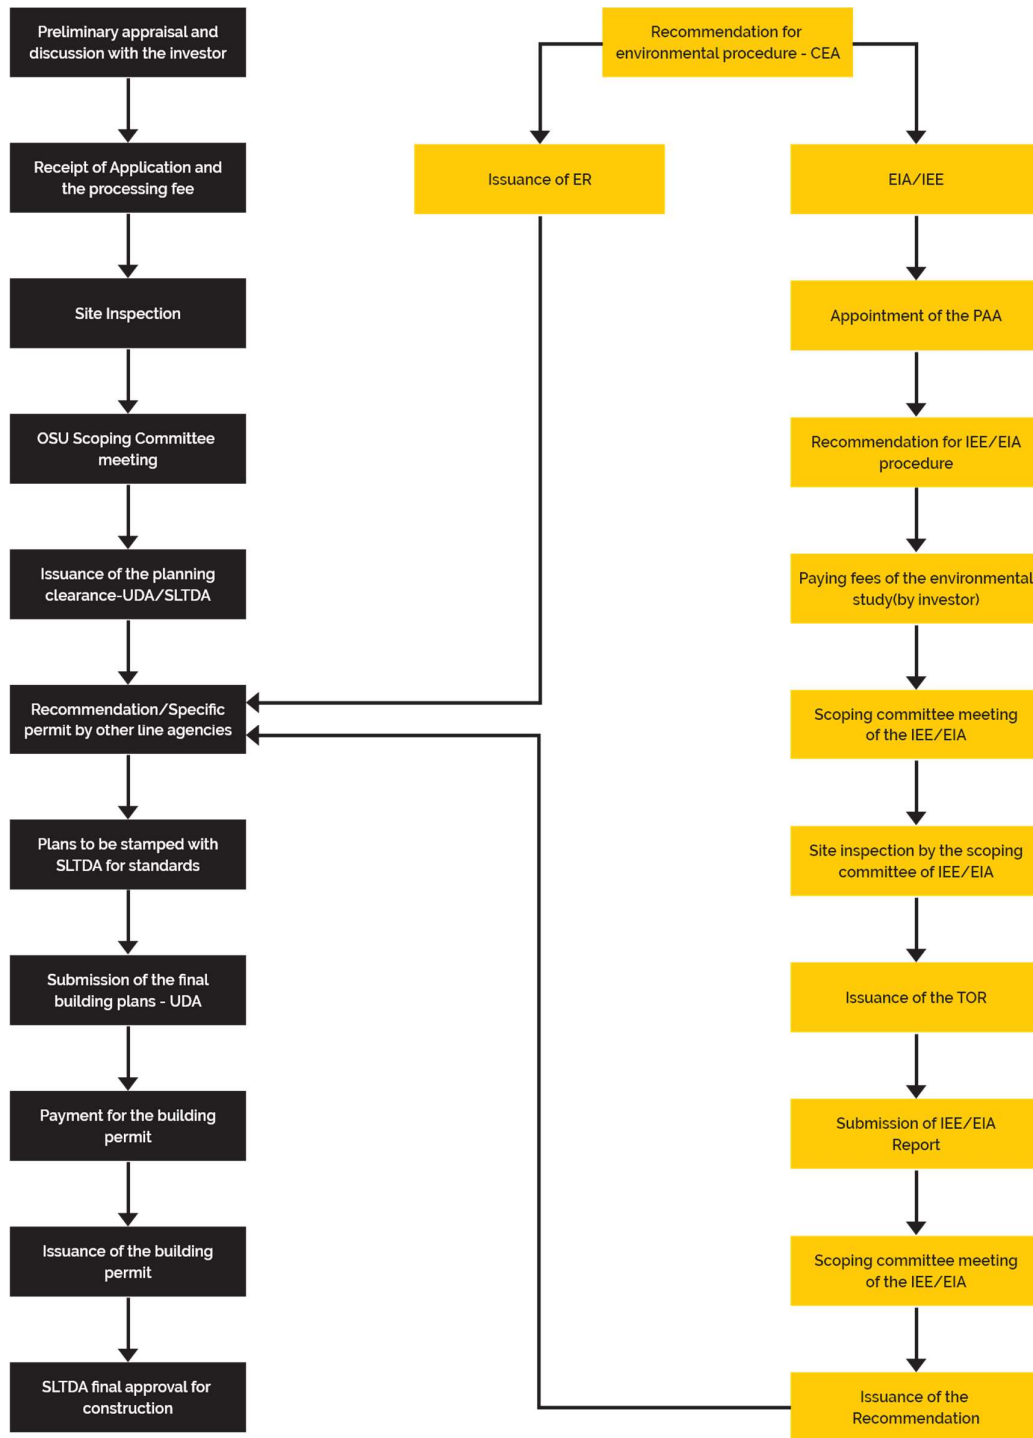 Preliminary appraisal and
discussion with the investor
Receipt of Application and
the processing fee
Site Inspection
OSU Scoping Committee
meeting
Issuance of the planning
clearance-UDA/SLTDA
Recommendation/Specific
permit by other line agencies
Plans to be stamped with
SLTDA for standards
Submission of the final
building plans - UDA
Payment for the building
permit
Issuance of the building
permit
SLTDA final approval for
construction
Recommendation for
environmental procedure - CEA
Issuance of ER
EIA/IEE
Appointment of the PAA
Recommendation for IEE/EIA
procedure
Paying fees of the environmental
study(by investor)
Scoping committee meeting
of the IEE/EIA
Site inspection by the scoping
committee of IEE/EIA
Issuance of the TOR
Submission of IEE/EIA
Report
Scoping committee meeting
of the IEE/EIA
Issuance of the
Recommendation